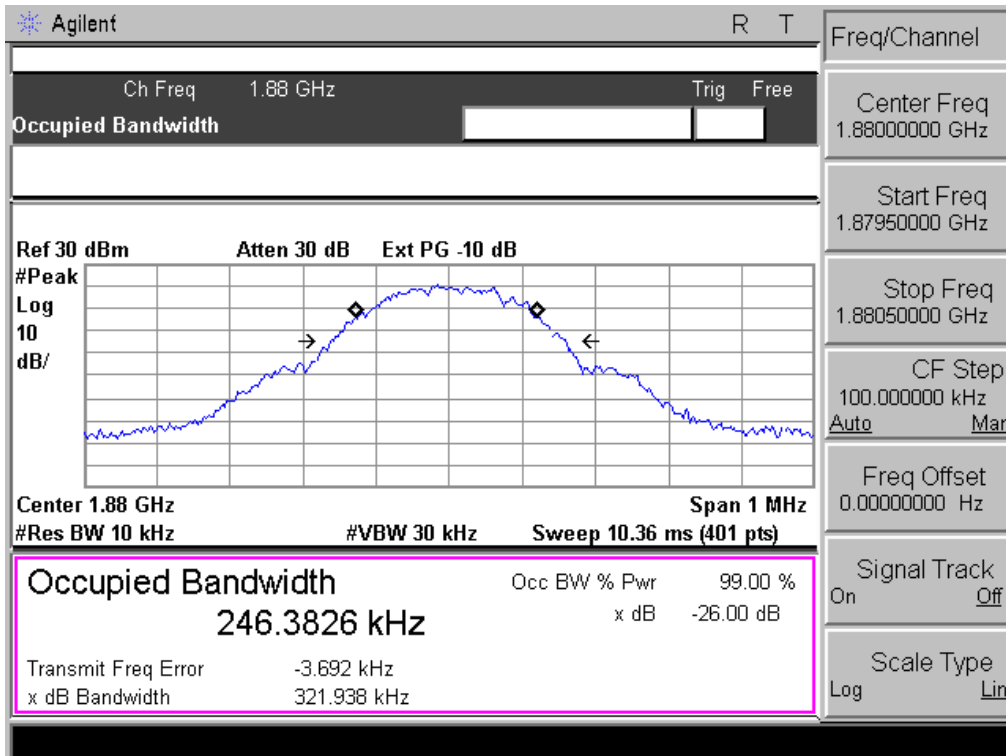 Agilent R T
Ch Freq 1.88 GHz Trig Free
Occupied Bandwidth
Ref 30 dBm Atten 30 dB Ext PG -10 dB
#Peak
Log
10
dB/
Center 1.88 GHz Span 1 MHz
#Res BW 10 kHz #VBW 30 kHz Sweep 10.36 ms (401 pts)
Occupied Bandwidth Occ BW % Pwr 99.00 %
246.3826 kHz x dB -26.00 dB
Transmit Freq Error -3.692 kHz
x dB Bandwidth 321.938 kHz
Freq/Channel
Center Freq
1.88000000 GHz
Start Freq
1.87950000 GHz
Stop Freq
1.88050000 GHz
CF Step
100.000000 kHz
Auto Man
Freq Offset
0.00000000 Hz
Signal Track
On Off
Scale Type
Log Lin